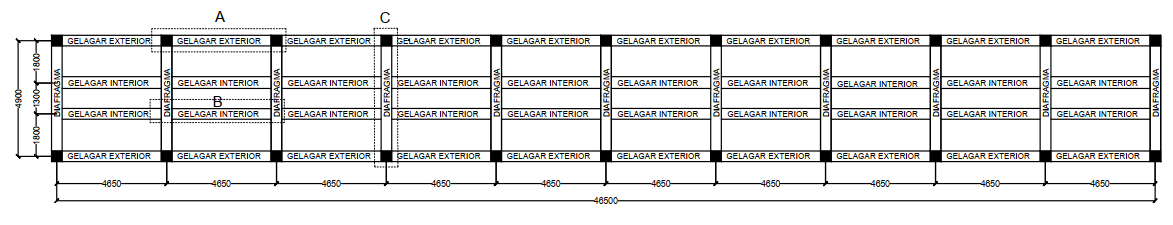 A
C
GELAGAR EXTERIOR GELAGAR EXTERIOR GELAGAR EXTERIOR GELAGAR EXTERIOR GELAGAR EXTERIOR GELAGAR EXTERIOR GELAGAR EXTERIOR GELAGAR EXTERIOR GELAGAR EXTERIOR GELAGAR EXTERIOR
1800
GELAGAR INTERIOR GELAGAR INTERIOR GELAGAR INTERIOR GELAGAR INTERIOR GELAGAR INTERIOR GELAGAR INTERIOR GELAGAR INTERIOR GELAGAR INTERIOR GELAGAR INTERIOR GELAGAR INTERIOR
4900
1300
DIAFRAGMA
DIAFRAGMA
DIAFRAGMA
DIAFRAGMA
DIAFRAGMA
DIAFRAGMA
DIAFRAGMA
DIAFRAGMA
DIAFRAGMA
DIAFRAGMA
DIAFRAGMA
B
GELAGAR INTERIOR GELAGAR INTERIOR GELAGAR INTERIOR GELAGAR INTERIOR GELAGAR INTERIOR GELAGAR INTERIOR GELAGAR INTERIOR GELAGAR INTERIOR GELAGAR INTERIOR GELAGAR INTERIOR
1800
GELAGAR EXTERIOR GELAGAR EXTERIOR GELAGAR EXTERIOR GELAGAR EXTERIOR GELAGAR EXTERIOR GELAGAR EXTERIOR GELAGAR EXTERIOR GELAGAR EXTERIOR GELAGAR EXTERIOR GELAGAR EXTERIOR
4650 4650 4650 4650 4650 4650 4650 4650 4650 4650
46500